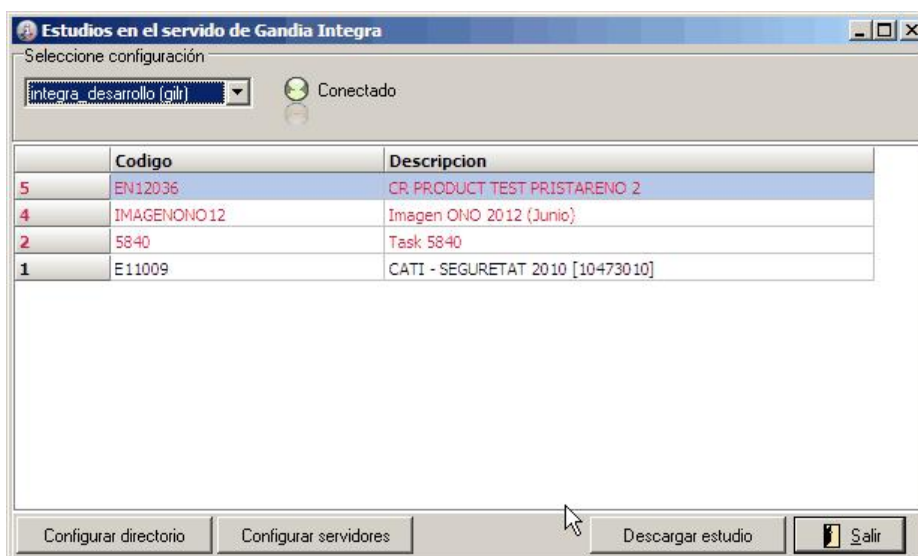 Estudios en el servido de Gandia Integra
Seleccione configuración
integra_desarrollo (gilr)
Conectado
Codigo Descripcion
5 EN12036 CR PRODUCT TEST PRISTARENO 2
4 IMAGENONO12 Imagen ONO 2012 (Junio)
2 5840 Task 5840
1 E11009 CATI - SEGURETAT 2010 [10473010]
Configurar directorio Configurar servidores Descargar estudio Salir